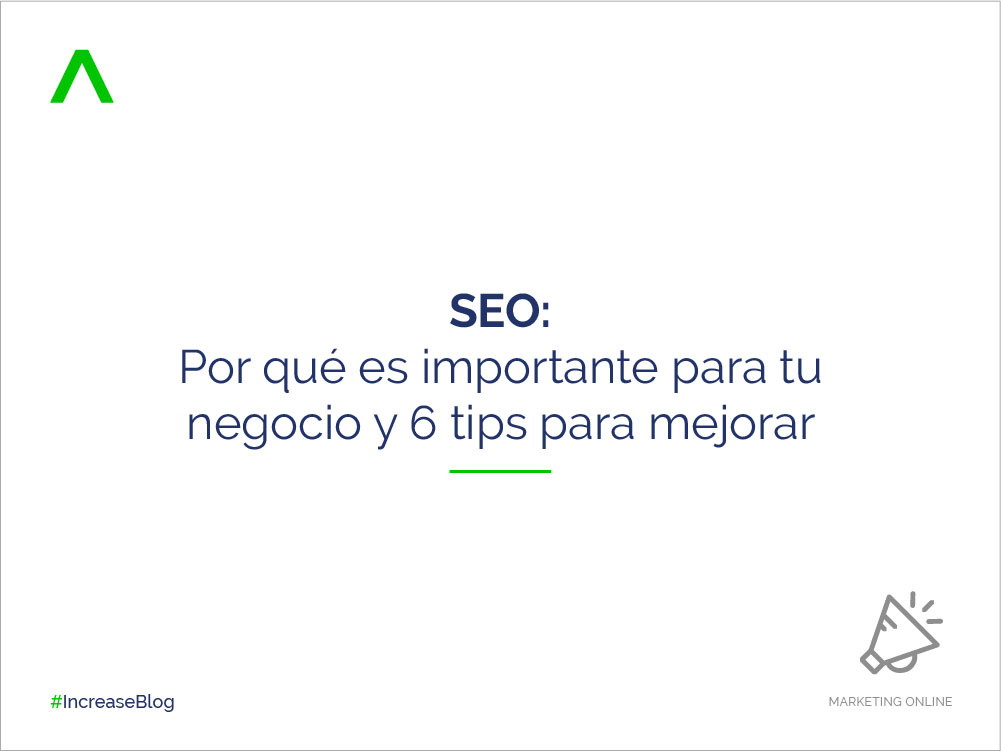 SEO:
Por qué es importante para tu
negocio y 6 tips para mejorar
#IncreaseBlog
MARKETING ONLINE